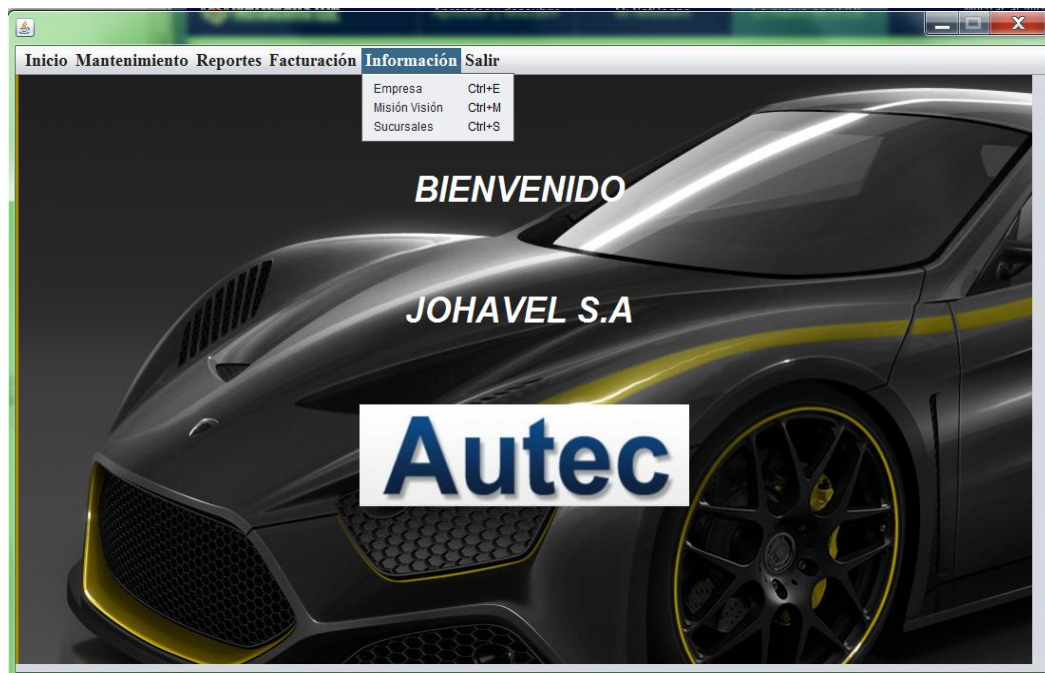 Inicio Mantenimiento Reportes Facturación Información Salir
Empresa Ctrl+E
Misión Visión Ctrl+M
Sucursales Ctrl+S
BIENVENIDO
JOHAVEL S.A
Autec